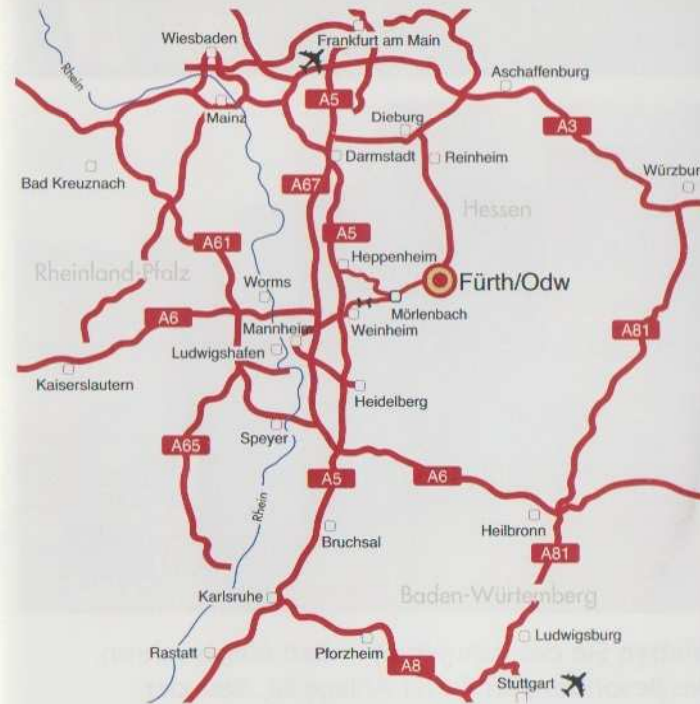 Wiesbaden
Frankfurt am Main
Rhein
Aschaffenburg
Mainz
A5
Dieburg
A3
Bad Kreuznach
Darmstadt
Reinheim
Würzbur
A67
Hessen
A61
A5
Heppenheim
Rheinland-Pfalz
Worms
Fürth/Odw
A6
Mörlenbach
Mannheim
Weinheim
A81
Ludwigshafen
Kaiserslautern
Heidelberg
Speyer
A65
A5
A6
Rhein
Heilbronn
Bruchsal
A81
Karlsruhe
Baden-Würtemberg
Ludwigsburg
Rastatt
Pforzheim
A8
Stuttgart